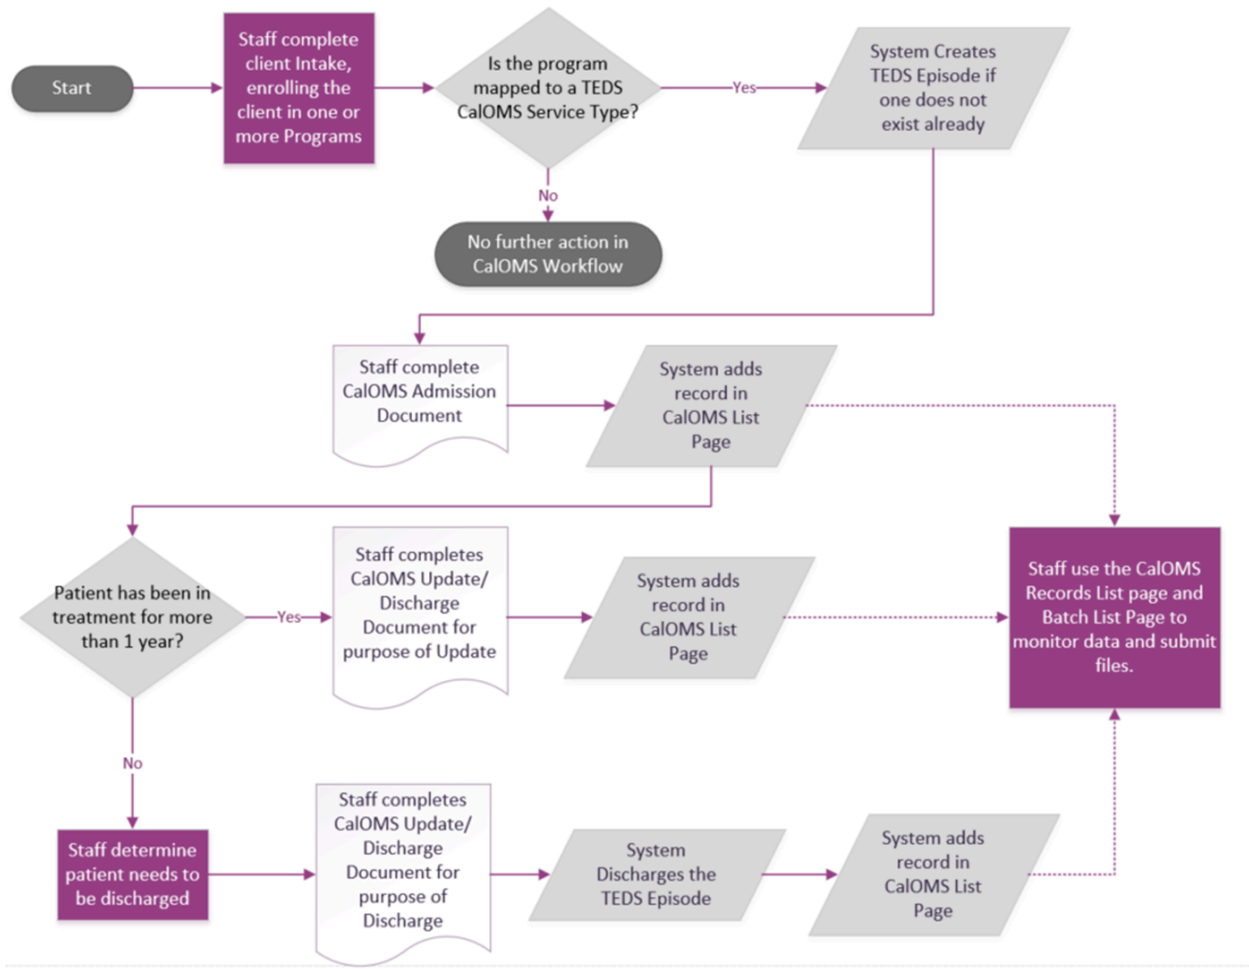 Start
Staff complete
client Intake,
enrolling the
client in one or
more Programs
Is the program
mapped to a TEDS
CalOMS Service Type?
Yes
System Creates
TEDS Episode if
one does not
exist already
No
No further action in
CalOMS Workflow
Staff complete
CalOMS Admission
Document
System adds
record in
CalOMS List
Page
Patient has been in
treatment for more
than 1 year?
Yes
Staff completes
CalOMS Update/
Discharge
Document for
purpose of Update
System adds
record in
CalOMS List
Page
Staff use the CalOMS
Records List page and
Batch List Page to
monitor data and submit
files.
No
Staff determine
patient needs to
be discharged
Staff completes
CalOMS Update/
Discharge
Document for
purpose of
Discharge
System
Discharges the
TEDS Episode
System adds
record in
CalOMS List
Page